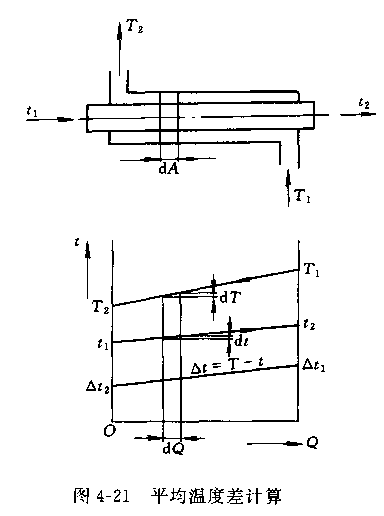 T₂
t₁
t₂
dA
T₁
t
T₁
T₂
dT
t₁
t₂
dt
Δt = T − t
Δt₁
Δt₂
O
dQ
Q
图 4-21 平均温度差计算